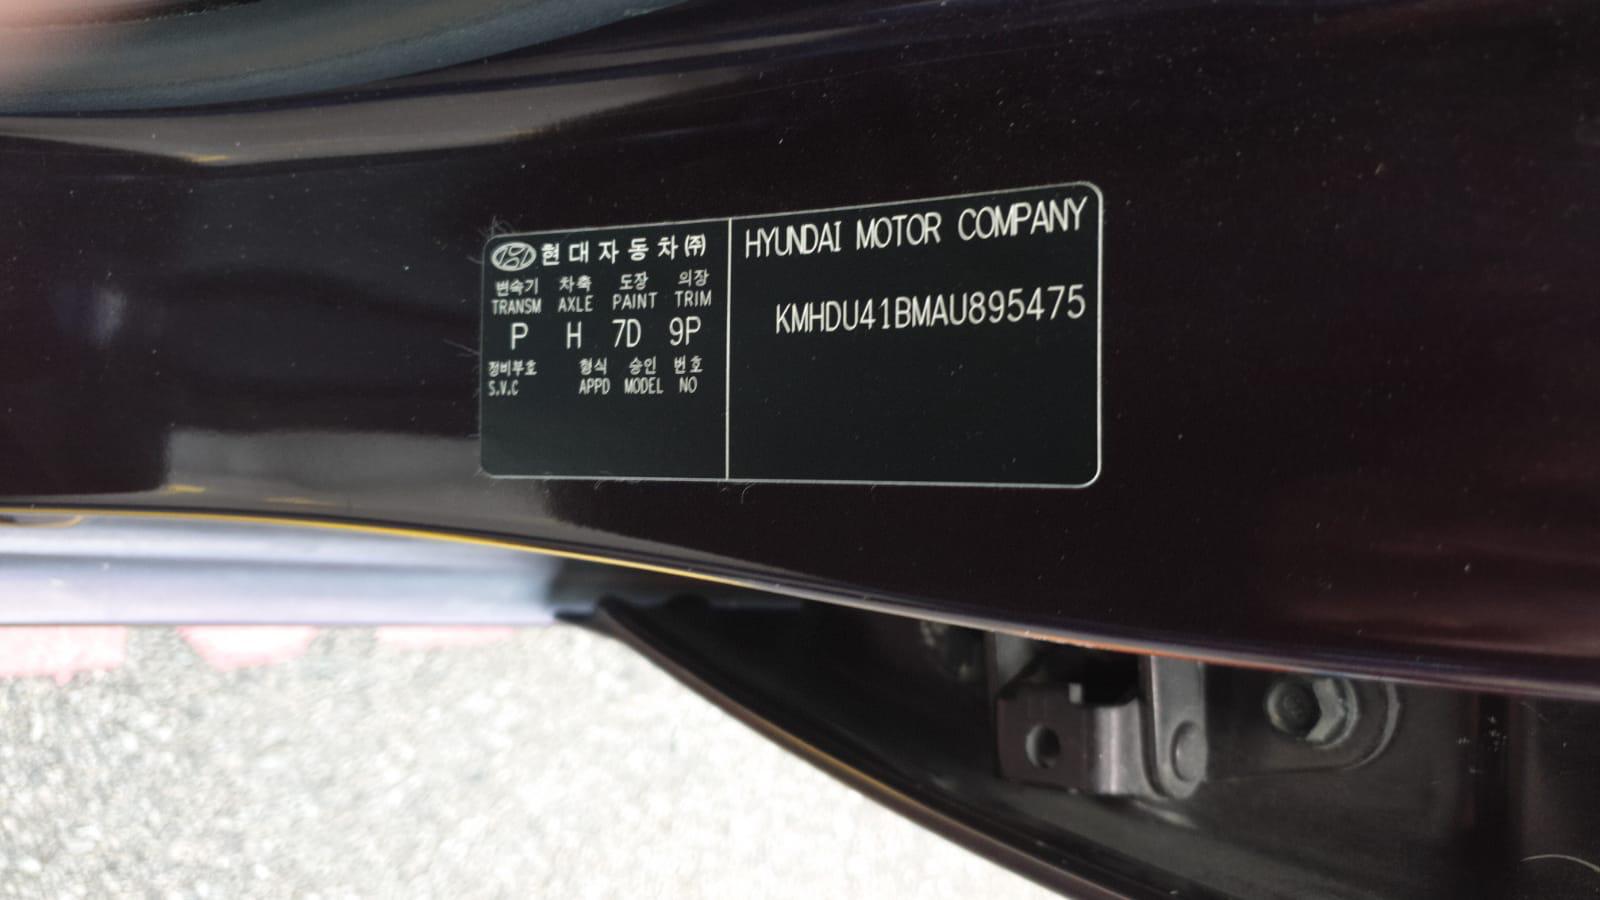 현대자동차(주)
변속기 차축 도장 의장
TRANSM AXLE PAINT TRIM
P H 7D 9P
정비부호 형식 승인 번호
S.V.C APPD MODEL NO
HYUNDAI MOTOR COMPANY
KMHDU41BMAU895475